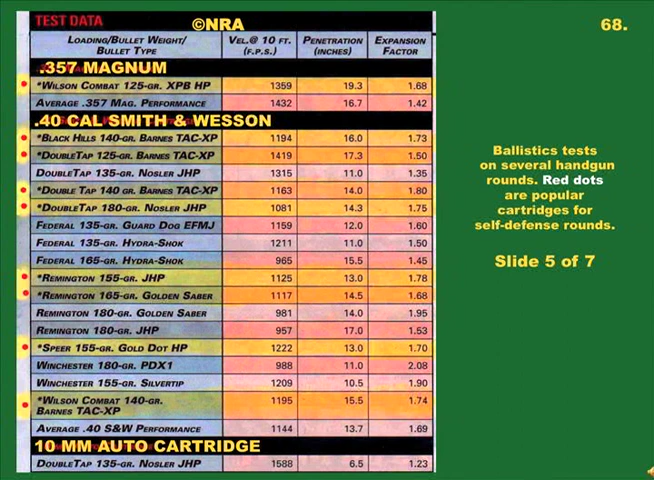 TEST DATA ©NRA
LOADING/BULLET WEIGHT/ BULLET TYPE VEL.@ 10 FT. (F.P.S.) PENETRATION (INCHES) EXPANSION FACTOR
.357 MAGNUM
*WILSON COMBAT 125-GR. XPB HP 1359 19.3 1.68
AVERAGE .357 MAG. PERFORMANCE 1432 16.7 1.42
.40 CAL SMITH & WESSON
*BLACK HILLS 140-GR. BARNES TAC-XP 1194 16.0 1.73
*DOUBLETAP 125-GR. BARNES TAC-XP 1419 17.3 1.50
DOUBLETAP 135-GR. NOSLER JHP 1315 11.0 1.35
*DOUBLE TAP 140 GR. BARNES TAC-XP 1163 14.0 1.80
*DOUBLETAP 180-GR. NOSLER JHP 1081 14.3 1.75
FEDERAL 135-GR. GUARD DOG EFMJ 1159 12.0 1.60
FEDERAL 135-GR. HYDRA-SHOK 1211 11.0 1.50
FEDERAL 165-GR. HYDRA-SHOK 965 15.5 1.45
*REMINGTON 155-GR. JHP 1125 13.0 1.78
*REMINGTON 165-GR. GOLDEN SABER 1117 14.5 1.68
REMINGTON 180-GR. GOLDEN SABER 981 14.0 1.95
REMINGTON 180-GR. JHP 957 17.0 1.53
*SPEER 155-GR. GOLD DOT HP 1222 13.0 1.70
WINCHESTER 180-GR. PDX1 988 11.0 2.08
WINCHESTER 155-GR. SILVERTIP 1209 10.5 1.90
*WILSON COMBAT 140-GR. BARNES TAC-XP 1195 15.5 1.74
AVERAGE .40 S&W PERFORMANCE 1144 13.7 1.69
10 MM AUTO CARTRIDGE
DOUBLETAP 135-GR. NOSLER JHP 1588 6.5 1.23
68.
Ballistics tests
on several handgun
rounds. Red dots
are popular
cartridges for
self-defense rounds.
Slide 5 of 7